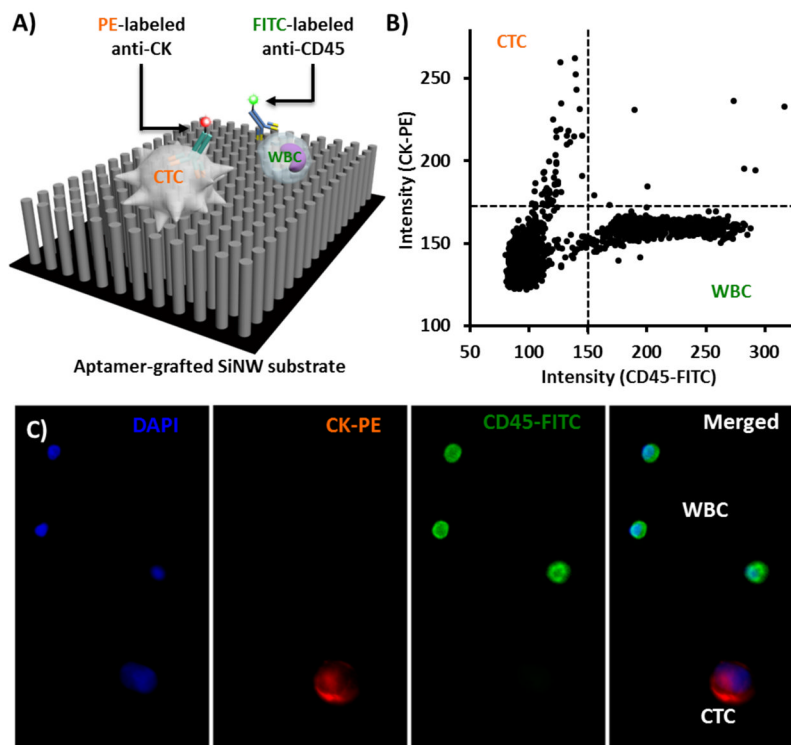 A)
PE-labeled
anti-CK
FITC-labeled
anti-CD45
CTC
WBC
Aptamer-grafted SiNW substrate
B)
CTC
Intensity (CK-PE)
250
200
150
100
WBC
50
100
150
200
250
300
Intensity (CD45-FITC)
C)
DAPI
CK-PE
CD45-FITC
Merged
WBC
CTC